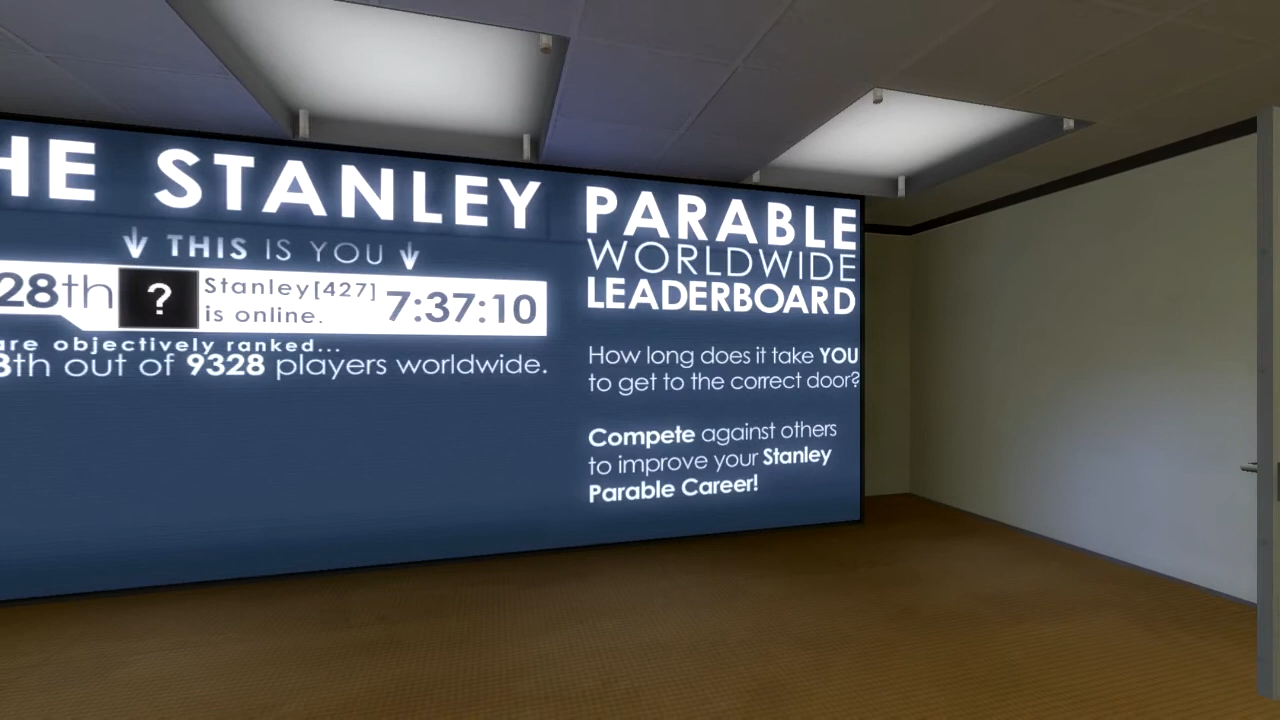 HE STANLEY PARABLE
THIS IS YOU
28th
?
Stanley[427]
is online.
7:37:10
are objectively ranked...
8th out of 9328 players worldwide.
WORLDWIDE
LEADERBOARD
How long does it take YOU
to get to the correct door?
Compete against others
to improve your Stanley
Parable Career!